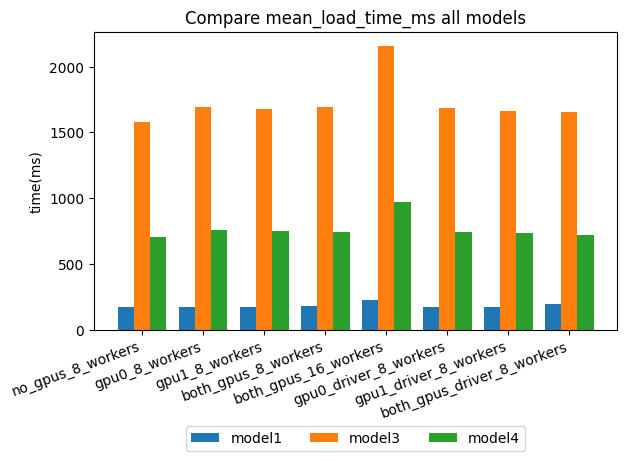 Compare mean_load_time_ms all models
time(ms)
2000
1500
1000
500
0
no_gpus_8_workers
gpu0_8_workers
gpu1_8_workers
both_gpus_8_workers
both_gpus_16_workers
gpu0_driver_8_workers
gpu1_driver_8_workers
both_gpus_driver_8_workers
model1 model3 model4